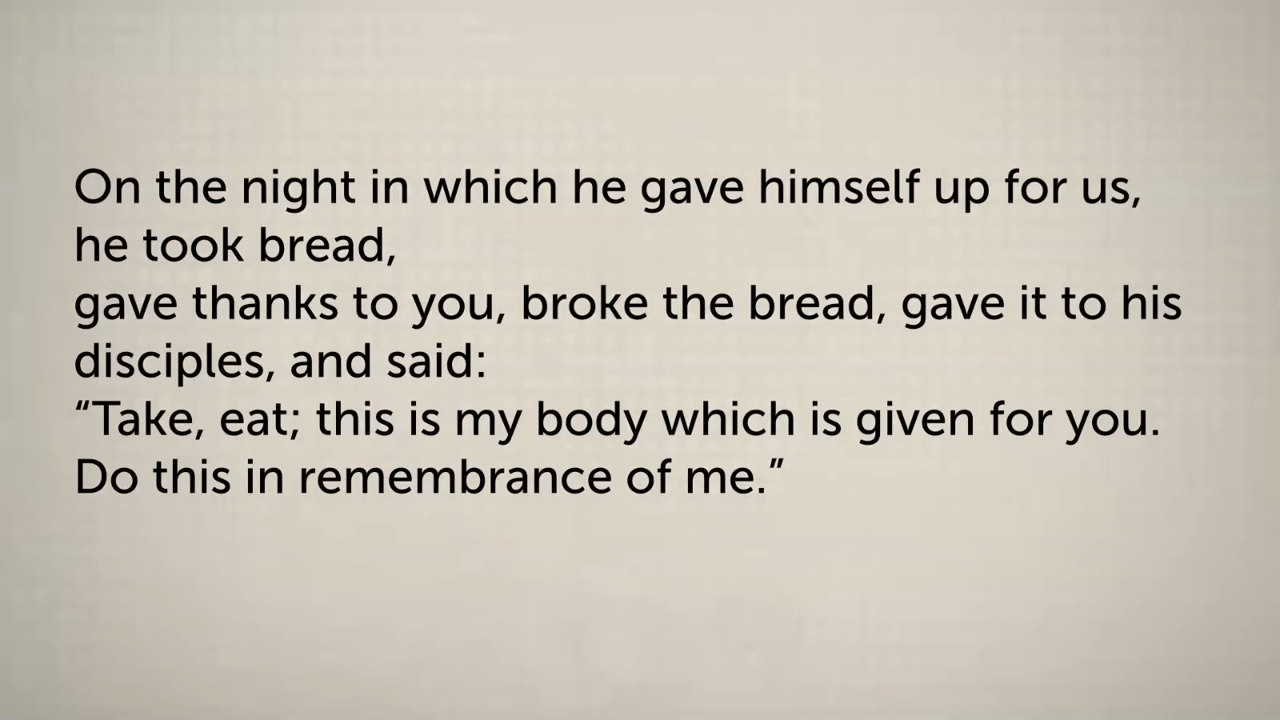 On the night in which he gave himself up for us,
he took bread,
gave thanks to you, broke the bread, gave it to his
disciples, and said:
“Take, eat; this is my body which is given for you.
Do this in remembrance of me.”